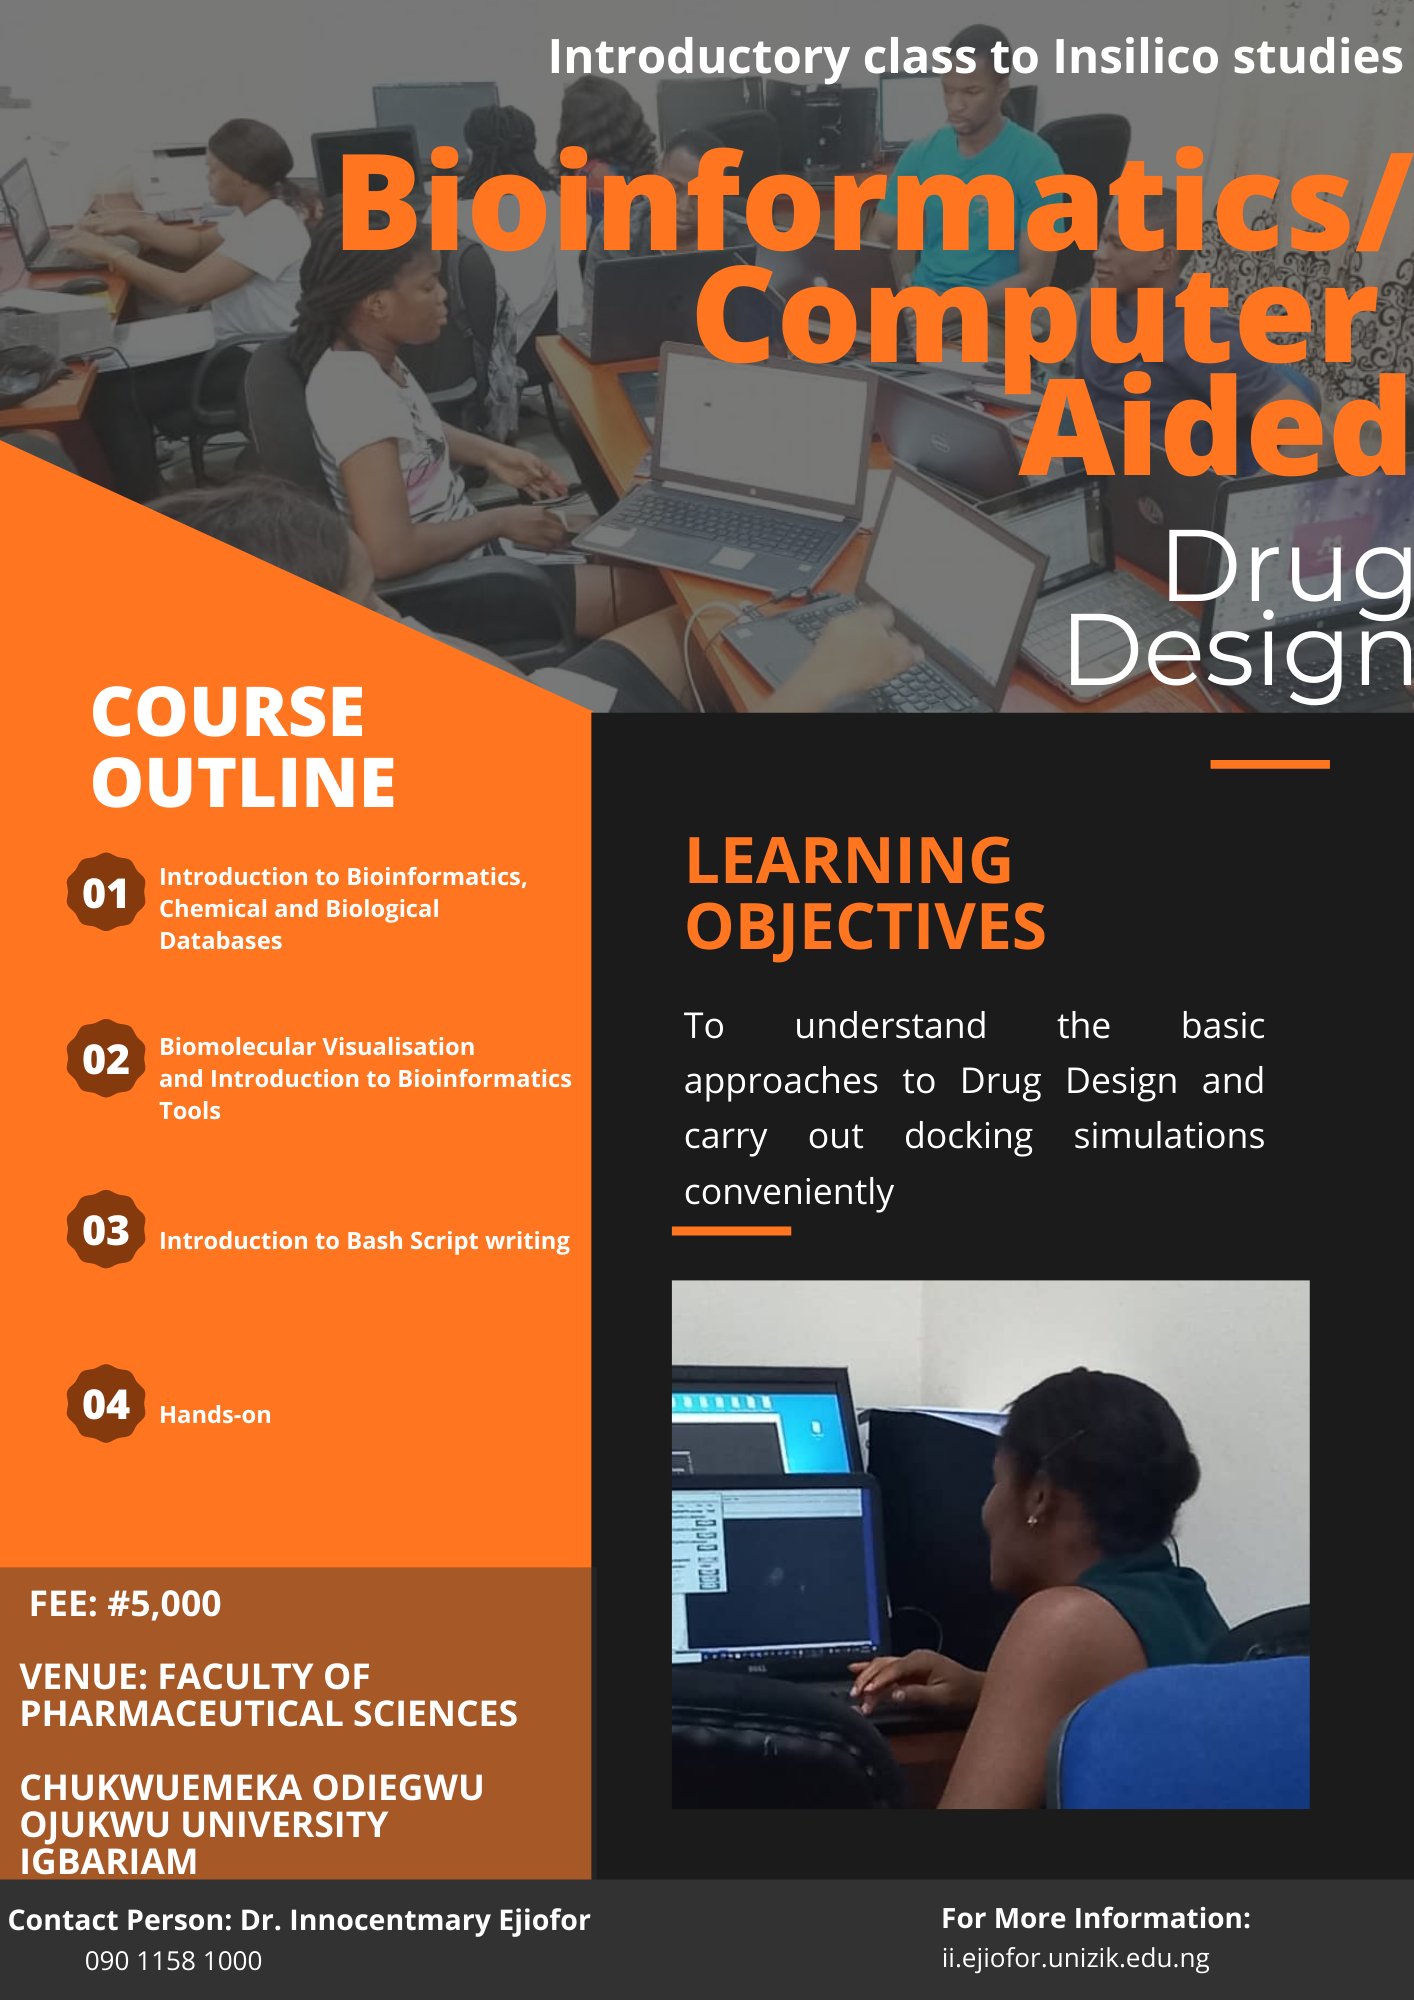 Introductory class to Insilico studies
Bioinformatics/
Computer
Aided
Drug
Design
COURSE
OUTLINE
01
Introduction to Bioinformatics,
Chemical and Biological
Databases
02
Biomolecular Visualisation
and Introduction to Bioinformatics
Tools
03
Introduction to Bash Script writing
04
Hands-on
LEARNING
OBJECTIVES
To understand the basic
approaches to Drug Design and
carry out docking simulations
conveniently
FEE: #5,000
VENUE: FACULTY OF
PHARMACEUTICAL SCIENCES
CHUKWUEMEKA ODIEGWU
OJUKWU UNIVERSITY
IGBARIAM
Contact Person: Dr. Innocentmary Ejiofor
090 1158 1000
For More Information:
ii.ejiofor.unizik.edu.ng